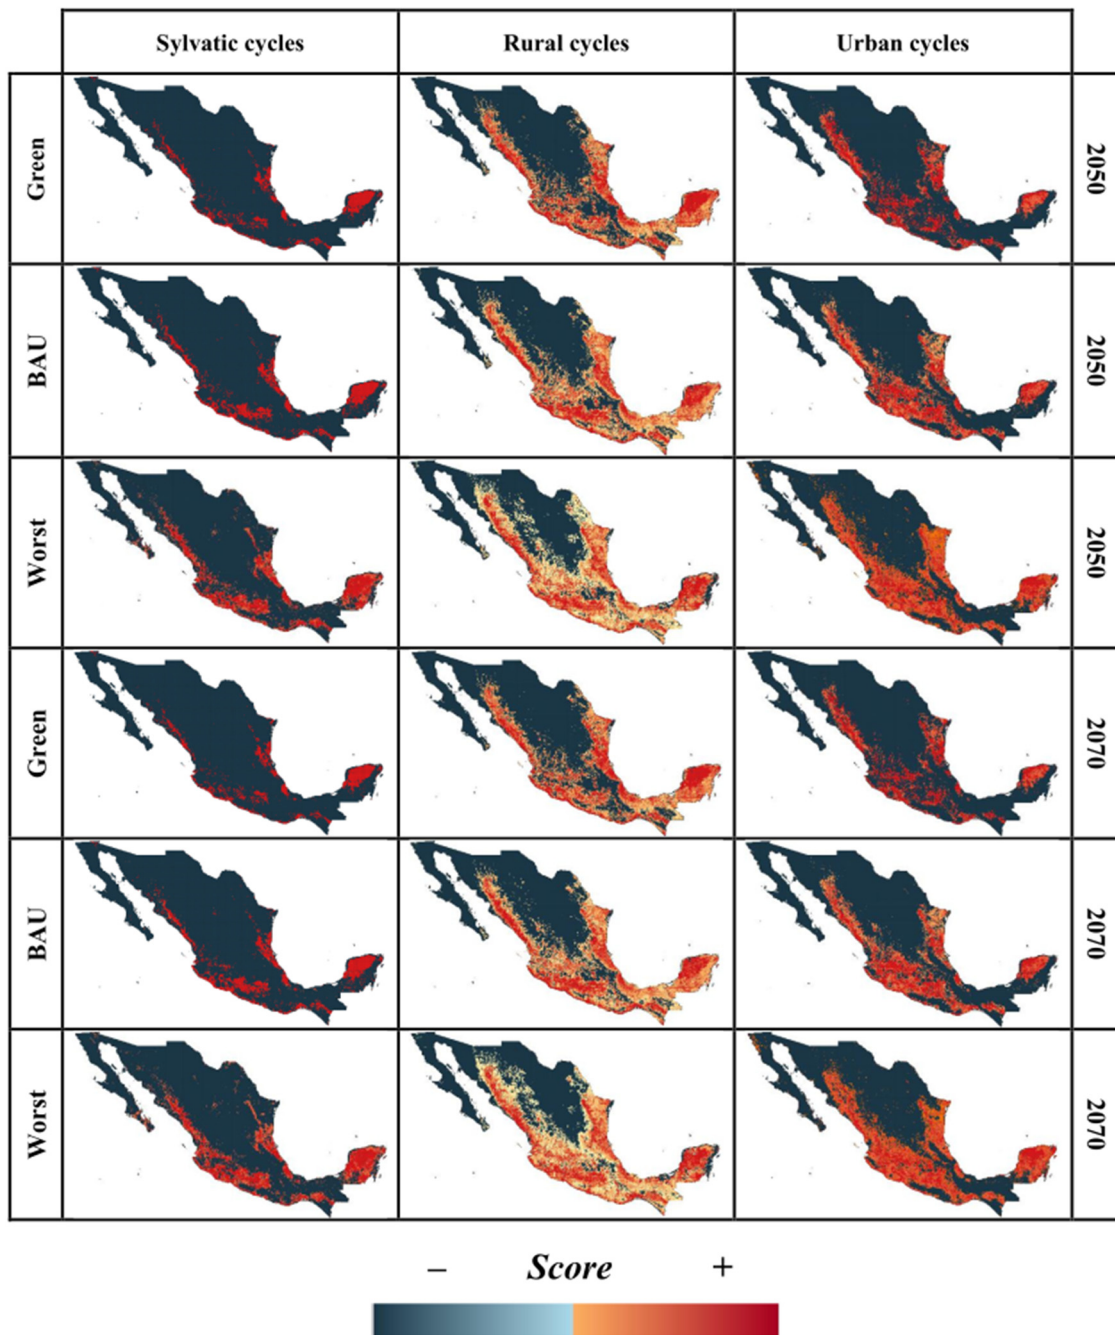 Sylvatic cycles Rural cycles Urban cycles
Green 2050
BAU 2050
Worst 2050
Green 2070
BAU 2070
Worst 2070
– Score +